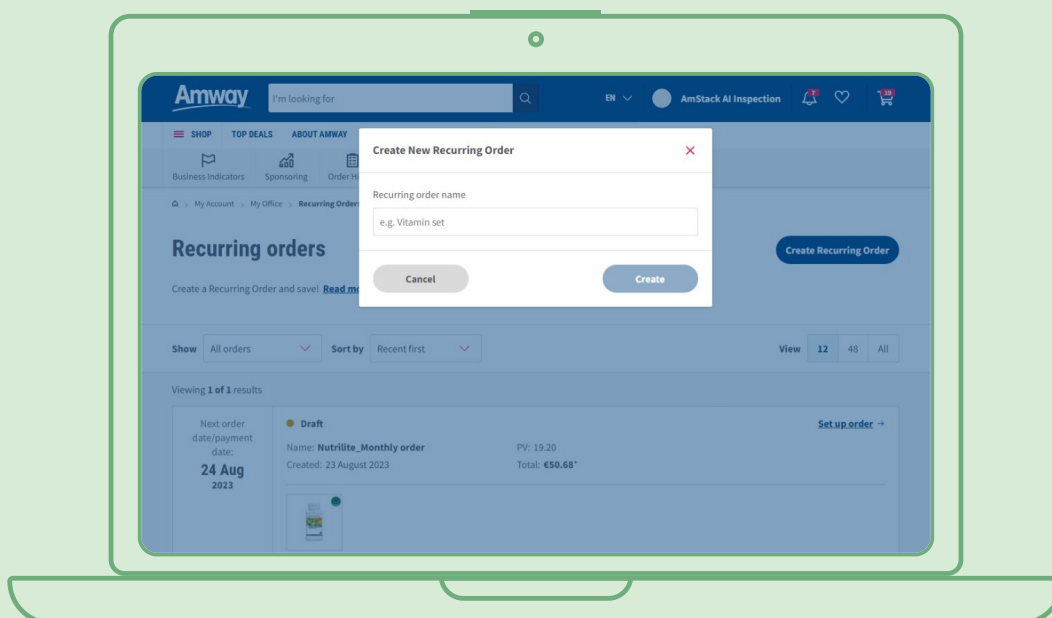 Amway
I'm looking for
EN
AmStack AI Inspection
7
19
SHOP TOP DEALS ABOUT AMWAY
Business Indicators Sponsoring Order Hi
My Account > My Office > Recurring Orders
Create New Recurring Order
Recurring order name
e.g. Vitamin set
Cancel Create
Recurring orders
Create Recurring Order
Create a Recurring Order and save! Read mo
Show All orders Sort by Recent first View 12 48 All
Viewing 1 of 1 results
Next order
date/payment
date:
24 Aug
2023
Draft
Set up order →
Name: Nutrilite_Monthly order PV: 19.20
Created: 23 August 2023 Total: €50.68*